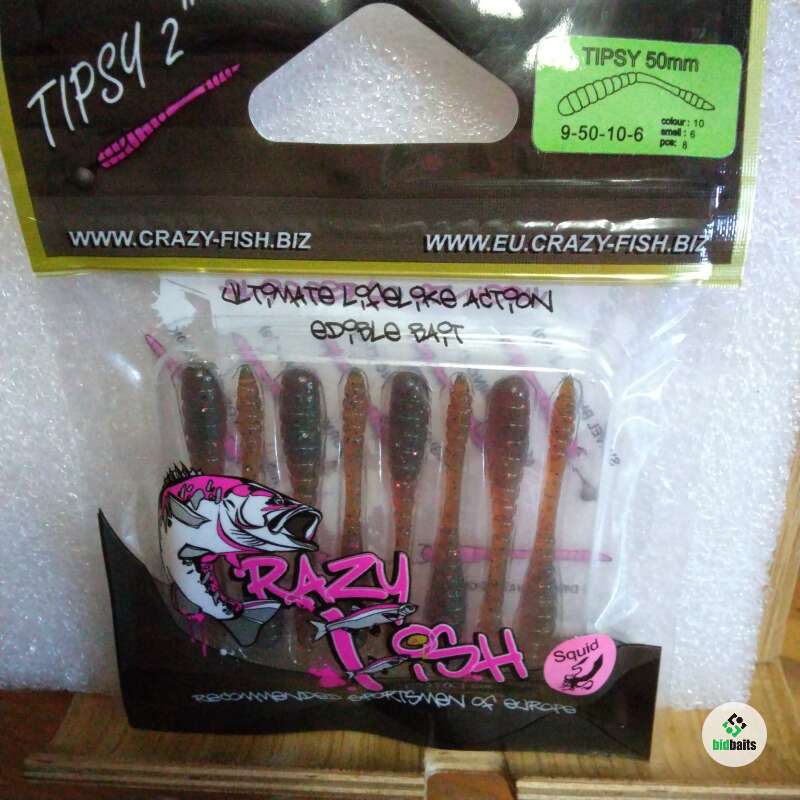 TIPSY 2"
TIPSY 50mm
9-50-10-6
colour: 10
smell: 6
pcs: 8
WWW.CRAZY-FISH.BIZ
WWW.EU.CRAZY-FISH.BIZ
ULTIMATE LIFELIKE ACTION
EDIBLE BAIT
CRAZY
FISH
Squid
RECOMMENDED SPORTSMEN OF EUROPE
bidbaits